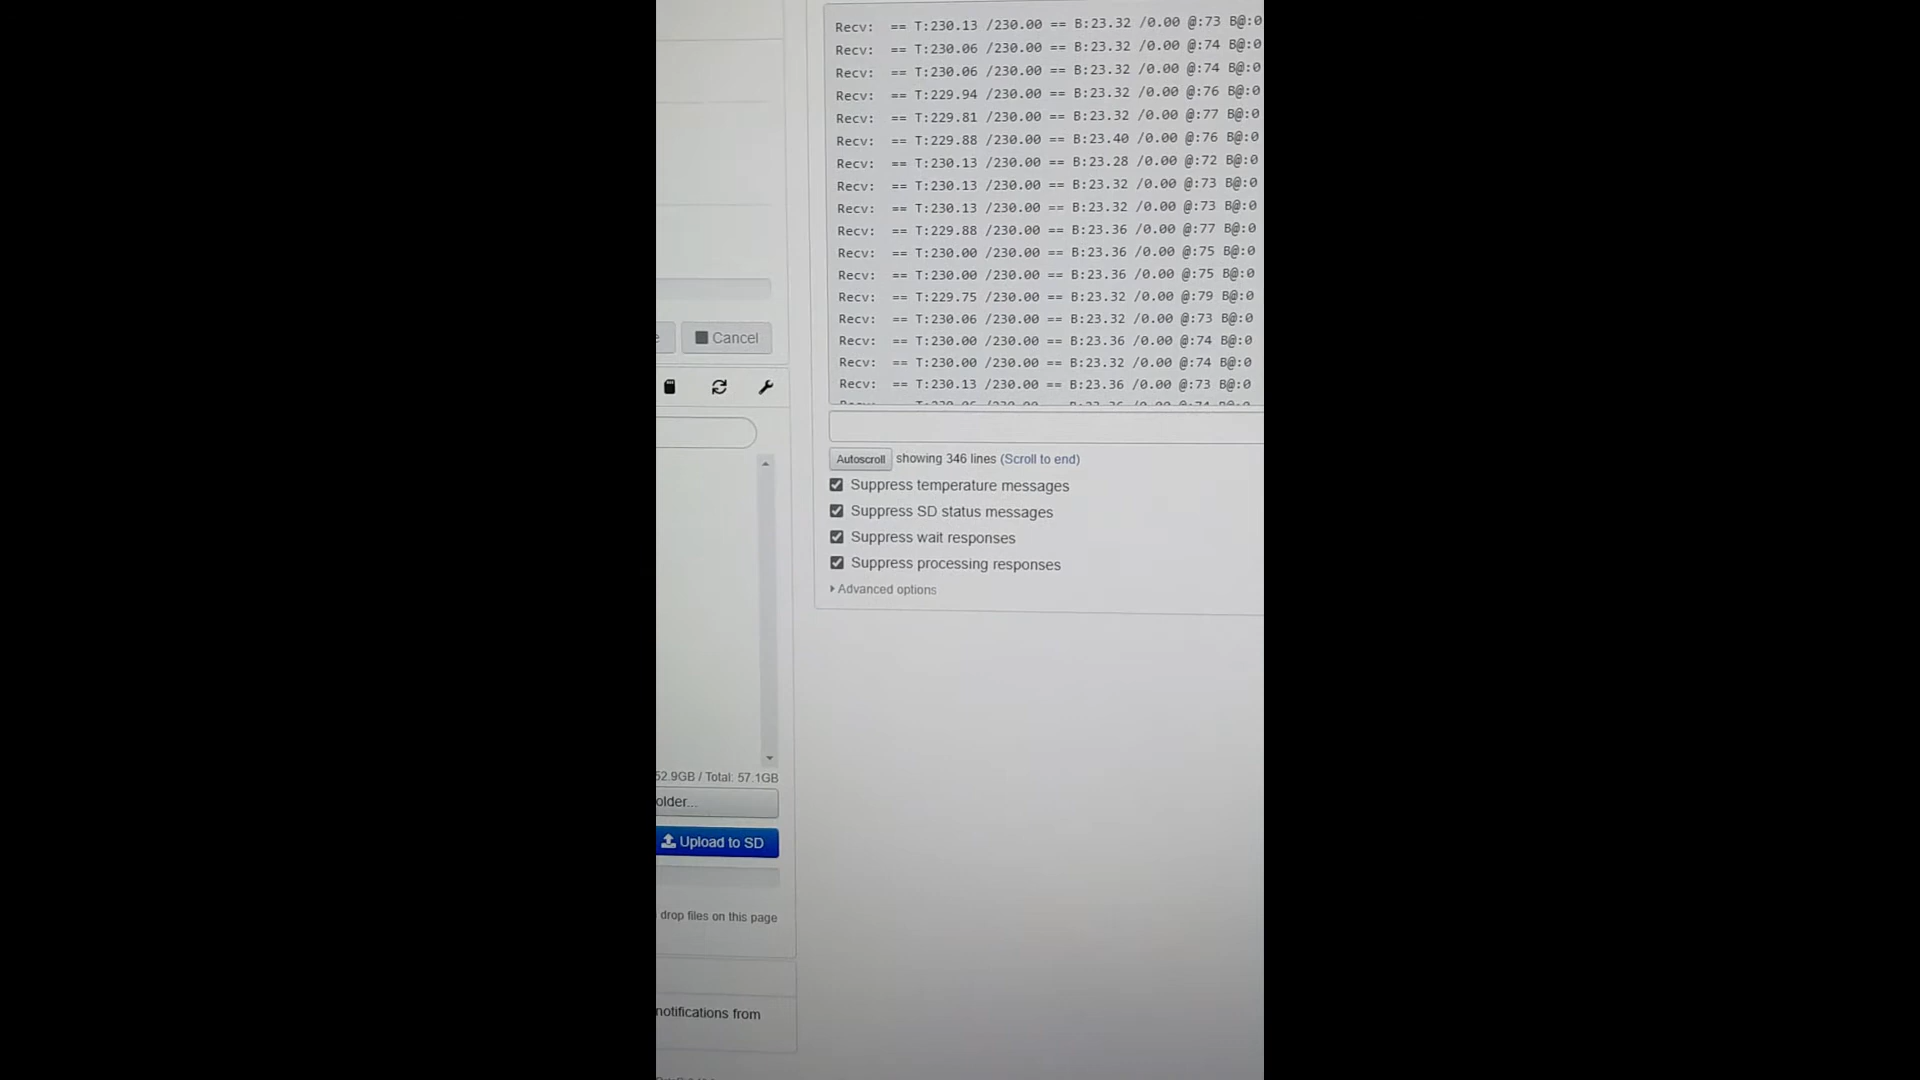 Recv:  == T:230.13 /230.00 == B:23.32 /0.00 @:73 B@:0
Recv:  == T:230.06 /230.00 == B:23.32 /0.00 @:74 B@:0
Recv:  == T:230.06 /230.00 == B:23.32 /0.00 @:74 B@:0
Recv:  == T:229.94 /230.00 == B:23.32 /0.00 @:76 B@:0
Recv:  == T:229.81 /230.00 == B:23.32 /0.00 @:77 B@:0
Recv:  == T:229.88 /230.00 == B:23.40 /0.00 @:76 B@:0
Recv:  == T:230.13 /230.00 == B:23.28 /0.00 @:72 B@:0
Recv:  == T:230.13 /230.00 == B:23.32 /0.00 @:73 B@:0
Recv:  == T:230.13 /230.00 == B:23.32 /0.00 @:73 B@:0
Recv:  == T:229.88 /230.00 == B:23.36 /0.00 @:77 B@:0
Recv:  == T:230.00 /230.00 == B:23.36 /0.00 @:75 B@:0
Recv:  == T:230.00 /230.00 == B:23.36 /0.00 @:75 B@:0
Recv:  == T:229.75 /230.00 == B:23.32 /0.00 @:79 B@:0
Recv:  == T:230.06 /230.00 == B:23.32 /0.00 @:73 B@:0
Recv:  == T:230.00 /230.00 == B:23.36 /0.00 @:74 B@:0
Recv:  == T:230.00 /230.00 == B:23.32 /0.00 @:74 B@:0
Recv:  == T:230.13 /230.00 == B:23.36 /0.00 @:73 B@:0
Autoscroll showing 346 lines (Scroll to end)
Suppress temperature messages
Suppress SD status messages
Suppress wait responses
Suppress processing responses
Advanced options
Cancel
52.9GB / Total: 57.1GB
older...
Upload to SD
drop files on this page
notifications from